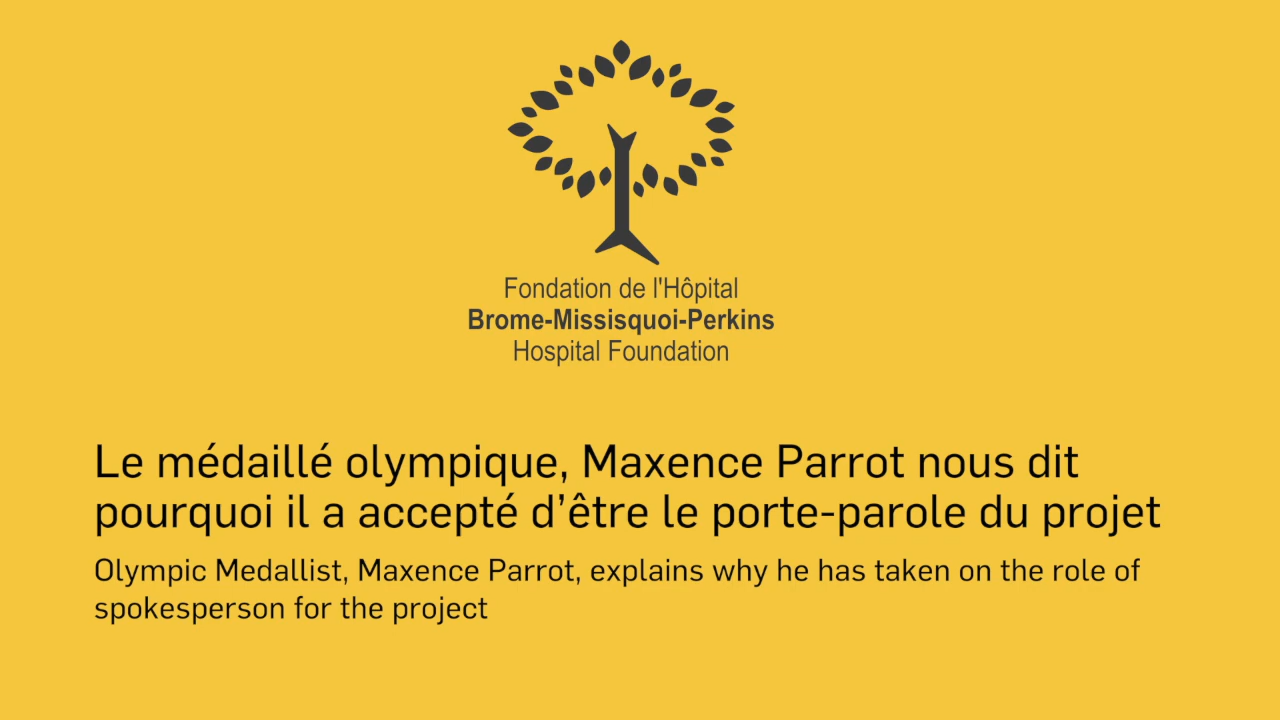 Fondation de l'Hôpital
Brome-Missisquoi-Perkins
Hospital Foundation
Le médaillé olympique, Maxence Parrot nous dit
pourquoi il a accepté d’être le porte-parole du projet
Olympic Medallist, Maxence Parrot, explains why he has taken on the role of
spokesperson for the project